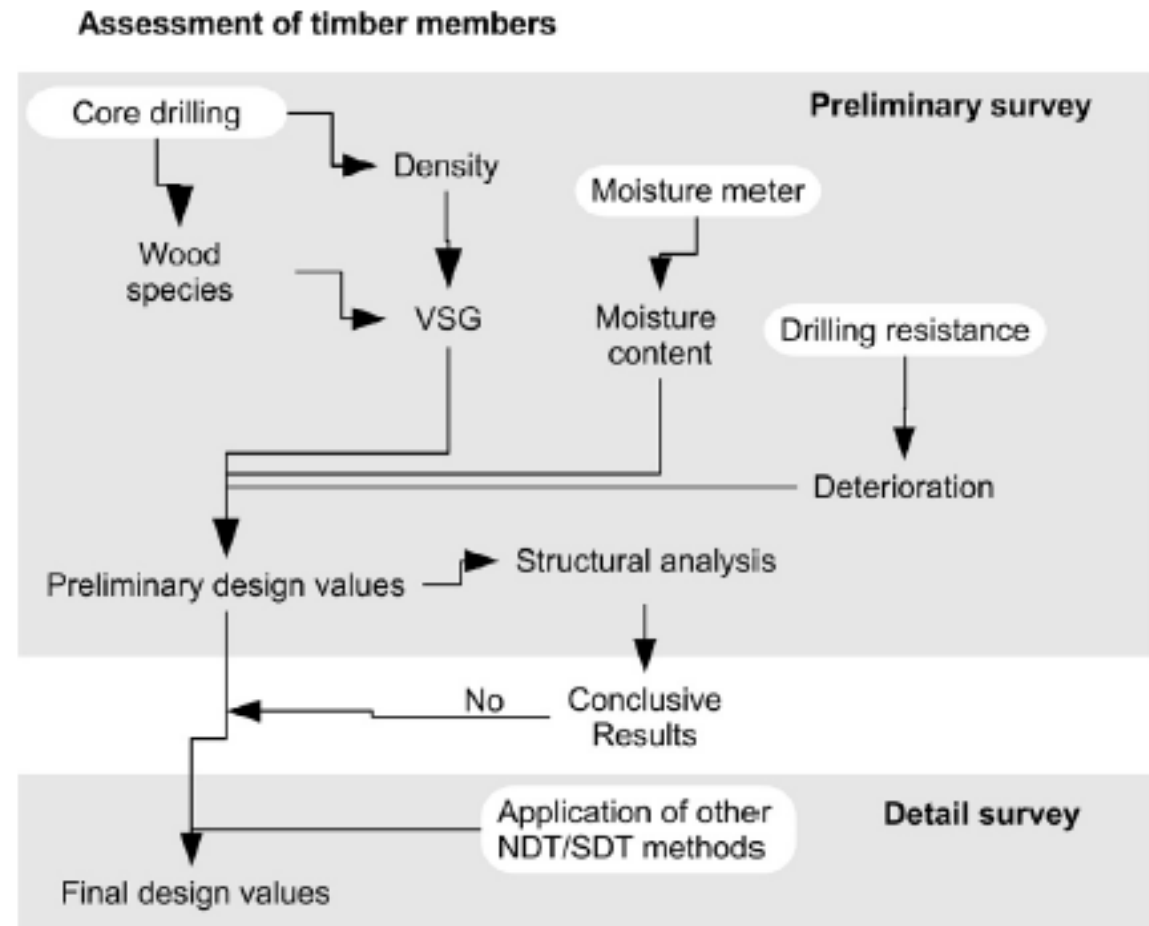 Assessment of timber members
Preliminary survey
Core drilling
Density
Moisture meter
Wood
species
VSG
Moisture
content
Drilling resistance
Deterioration
Structural analysis
Preliminary design values
No
Conclusive
Results
Application of other
NDT/SDT methods
Detail survey
Final design values